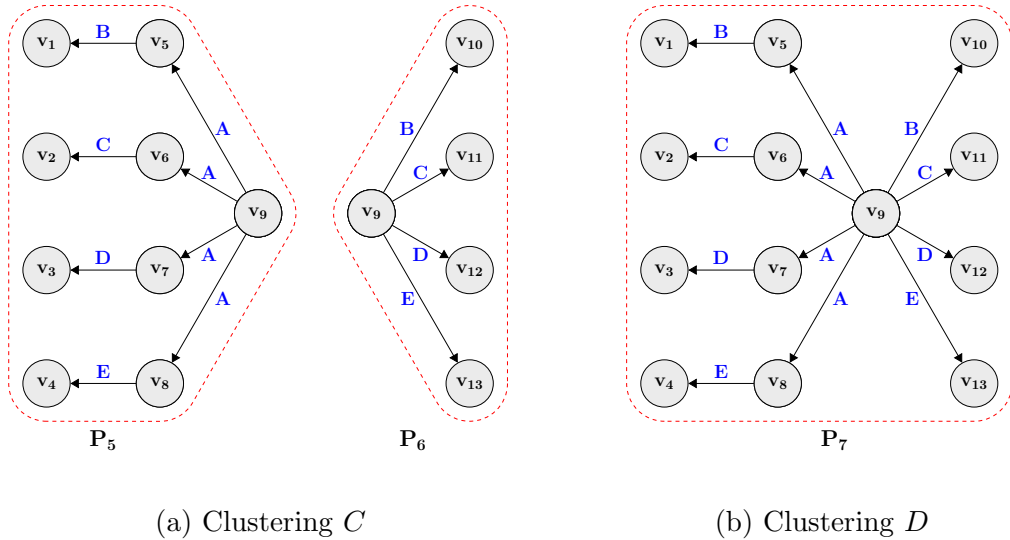 v₁ B v₅ v₁₀ v₁ B v₅ v₁₀
A B A B
v₂ C v₆ A C v₁₁ v₂ C v₆ A C v₁₁
v₉ v₉ v₉
v₃ D v₇ A D v₁₂ v₃ D v₇ A D v₁₂
A E A E
v₄ E v₈ v₁₃ v₄ E v₈ v₁₃
P₅ P₆ P₇
(a) Clustering C (b) Clustering D